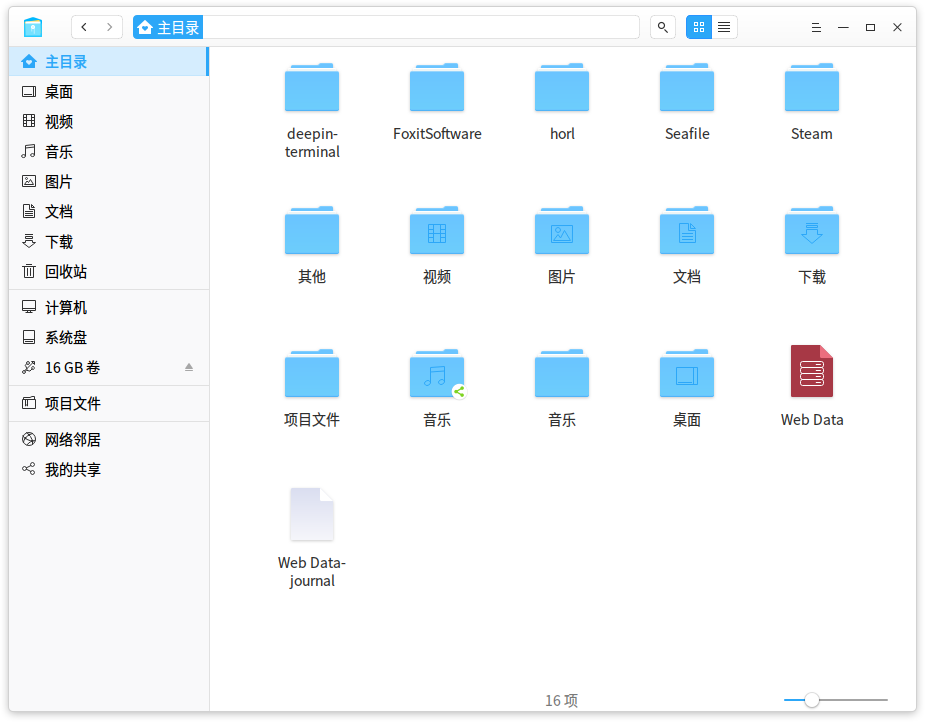 主目录
主目录
桌面
视频
音乐
图片
文档
下载
回收站
计算机
系统盘
16 GB 卷
项目文件
网络邻居
我的共享
deepin-
terminal
FoxitSoftware
horl
Seafile
Steam
其他
视频
图片
文档
下载
项目文件
音乐
音乐
桌面
Web Data
Web Data-
journal
16 项